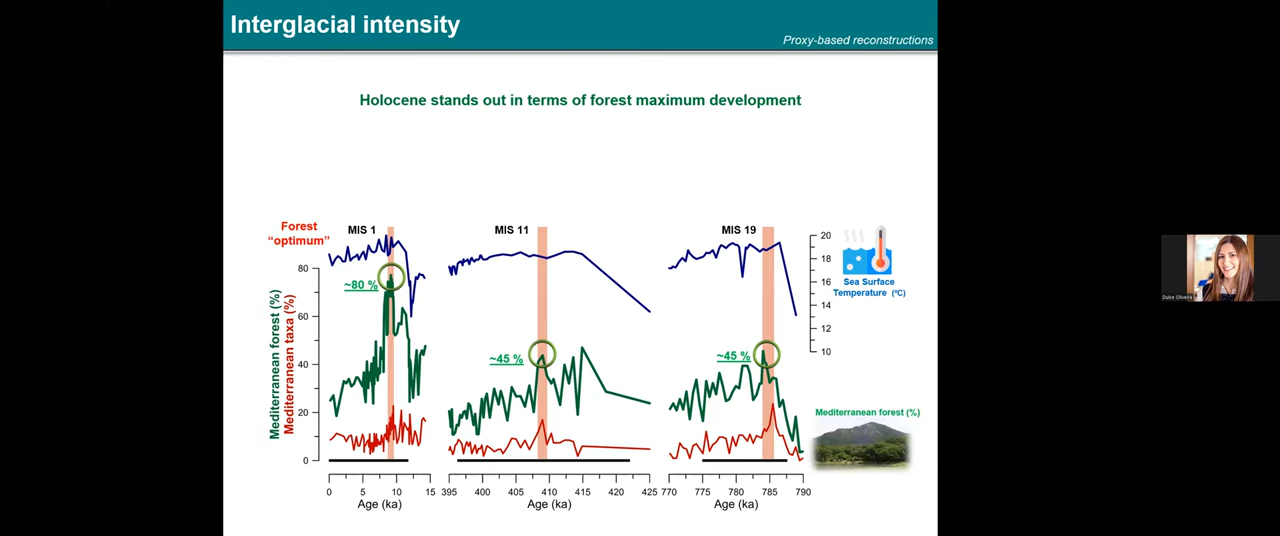 Interglacial intensity
Proxy-based reconstructions
Holocene stands out in terms of forest maximum development
Forest
"optimum"
MIS 1
MIS 11
MIS 19
~80 %
~45 %
~45 %
Mediterranean forest (%)
Mediterranean taxa (%)
80
60
40
20
0
20
18
16
14
12
10
Sea Surface
Temperature (ºC)
Mediterranean forest (%)
0 5 10 15
395 400 405 410 415 420 425
770 775 780 785 790
Age (ka)
Age (ka)
Age (ka)
Dulce Oliveira